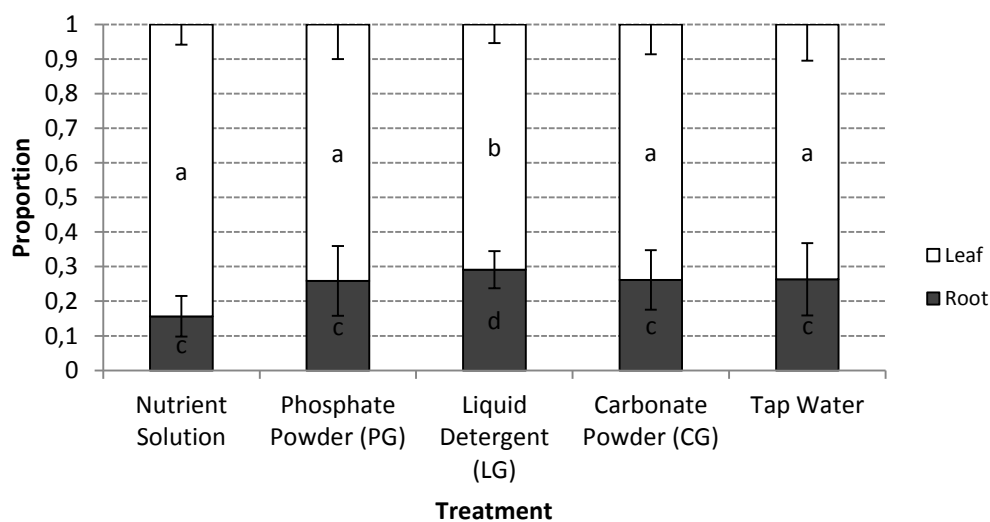 1
0,9
0,8
0,7
0,6
0,5
0,4
0,3
0,2
0,1
0
Proportion
a
a
b
a
a
c
c
d
c
c
Nutrient
Solution
Phosphate
Powder (PG)
Liquid
Detergent
(LG)
Carbonate
Powder (CG)
Tap Water
Treatment
Leaf
Root